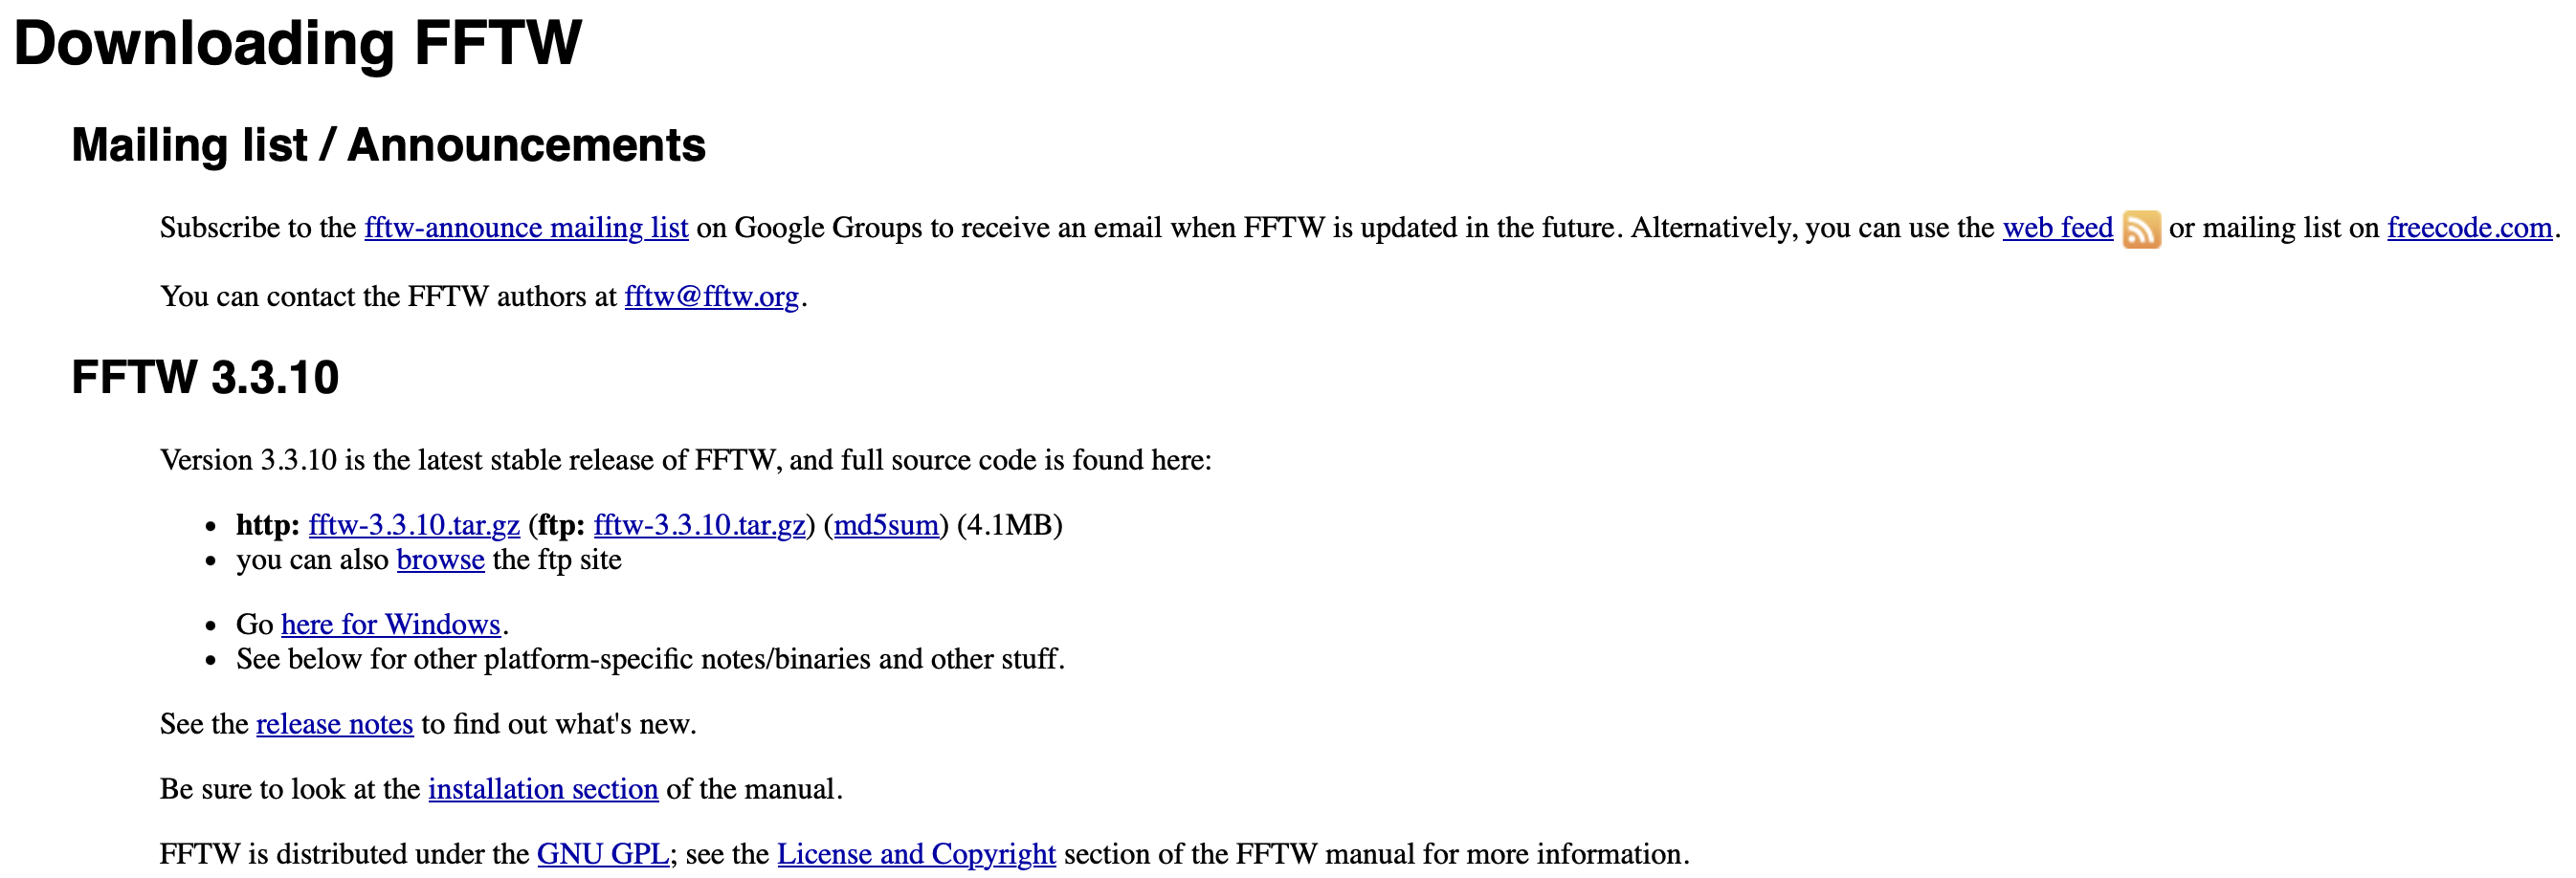 Downloading FFTW
Mailing list / Announcements
Subscribe to the fftw-announce mailing list on Google Groups to receive an email when FFTW is updated in the future. Alternatively, you can use the web feed or mailing list on freecode.com.
You can contact the FFTW authors at fftw@fftw.org.
FFTW 3.3.10
Version 3.3.10 is the latest stable release of FFTW, and full source code is found here:
• http: fftw-3.3.10.tar.gz (ftp: fftw-3.3.10.tar.gz) (md5sum) (4.1MB)
• you can also browse the ftp site
• Go here for Windows.
• See below for other platform-specific notes/binaries and other stuff.
See the release notes to find out what's new.
Be sure to look at the installation section of the manual.
FFTW is distributed under the GNU GPL; see the License and Copyright section of the FFTW manual for more information.